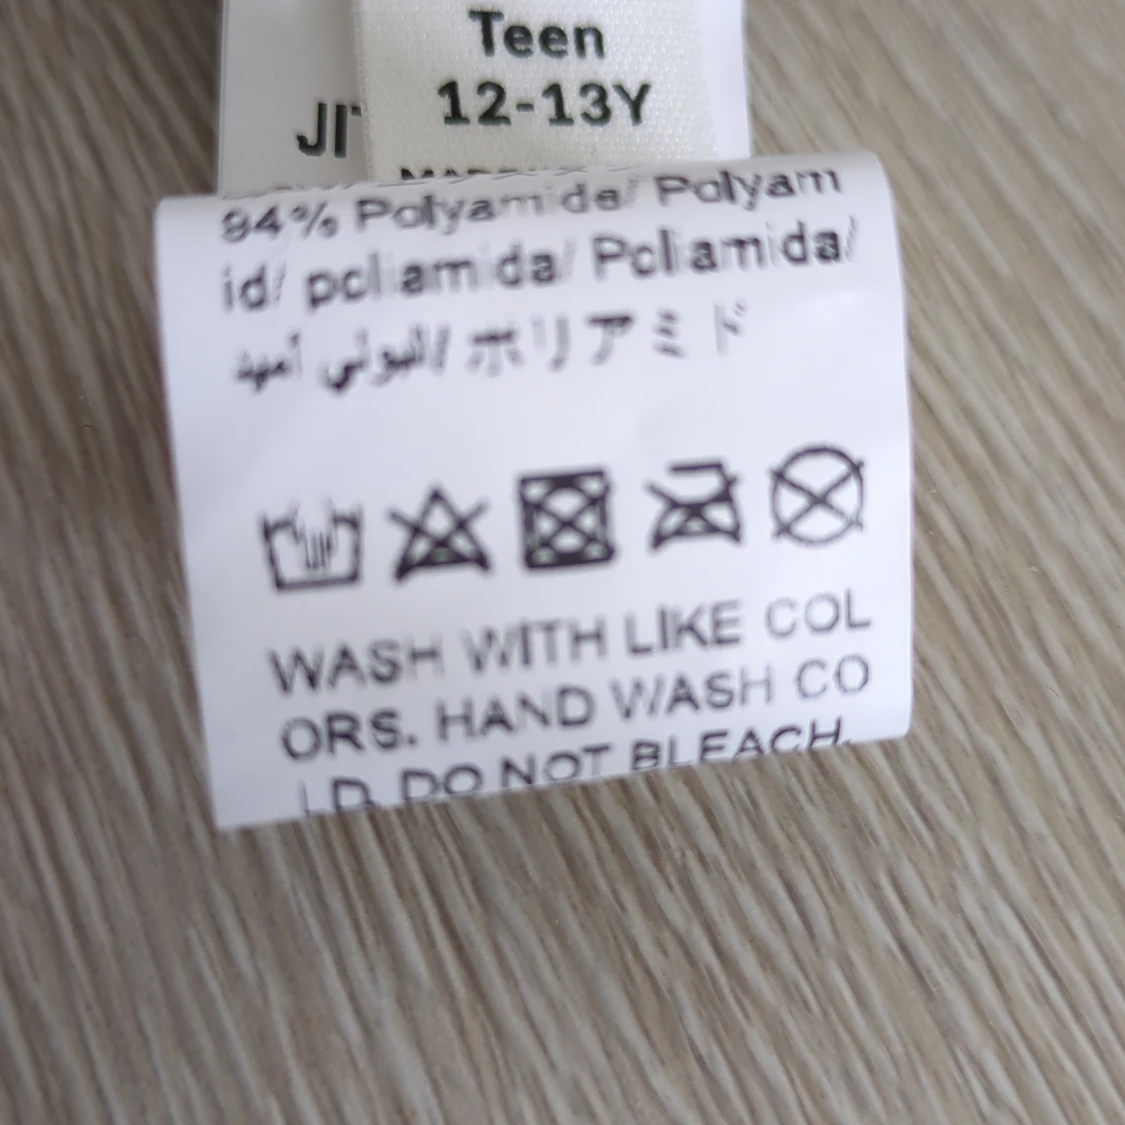 Teen
12-13Y
JI
94% Polyamide/ Polyam
id/ poliamida/ Poliamida/
البولي أميد/ ポリアミド
WASH WITH LIKE COL
ORS. HAND WASH CO
LD. DO NOT BLEACH.